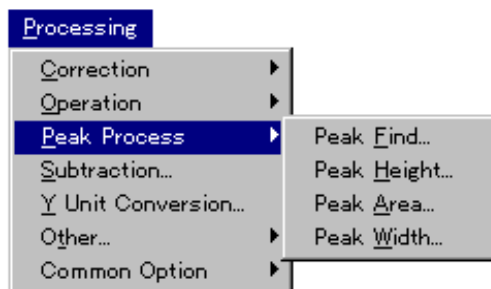 Processing
Correction
Operation
Peak Process
Subtraction...
Y Unit Conversion...
Other...
Common Option
Peak Find...
Peak Height...
Peak Area...
Peak Width...